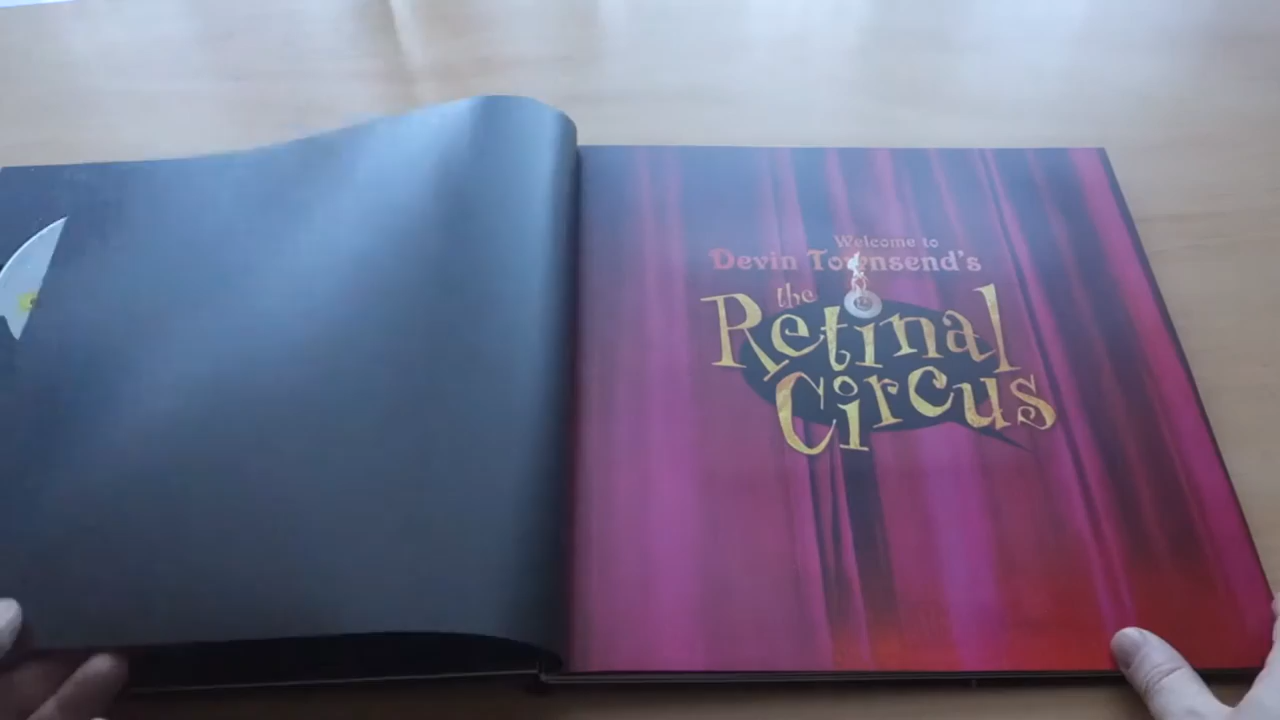 Welcome to
Devin Townsend's
the
Retinal
Circus